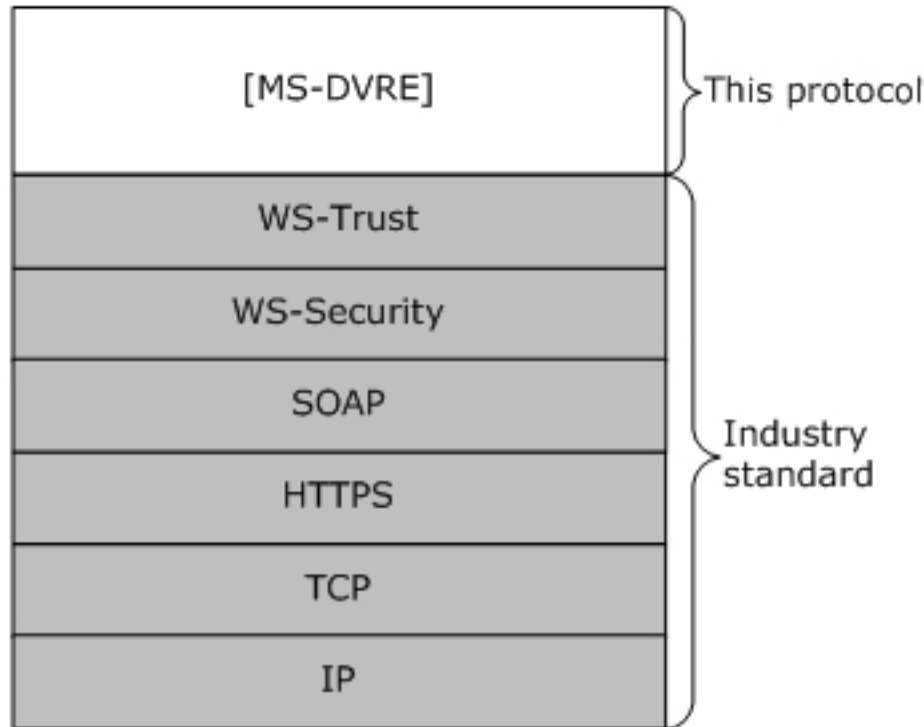 [MS-DVRE]
This protocol
WS-Trust
WS-Security
SOAP
HTTPS
TCP
IP
Industry
standard